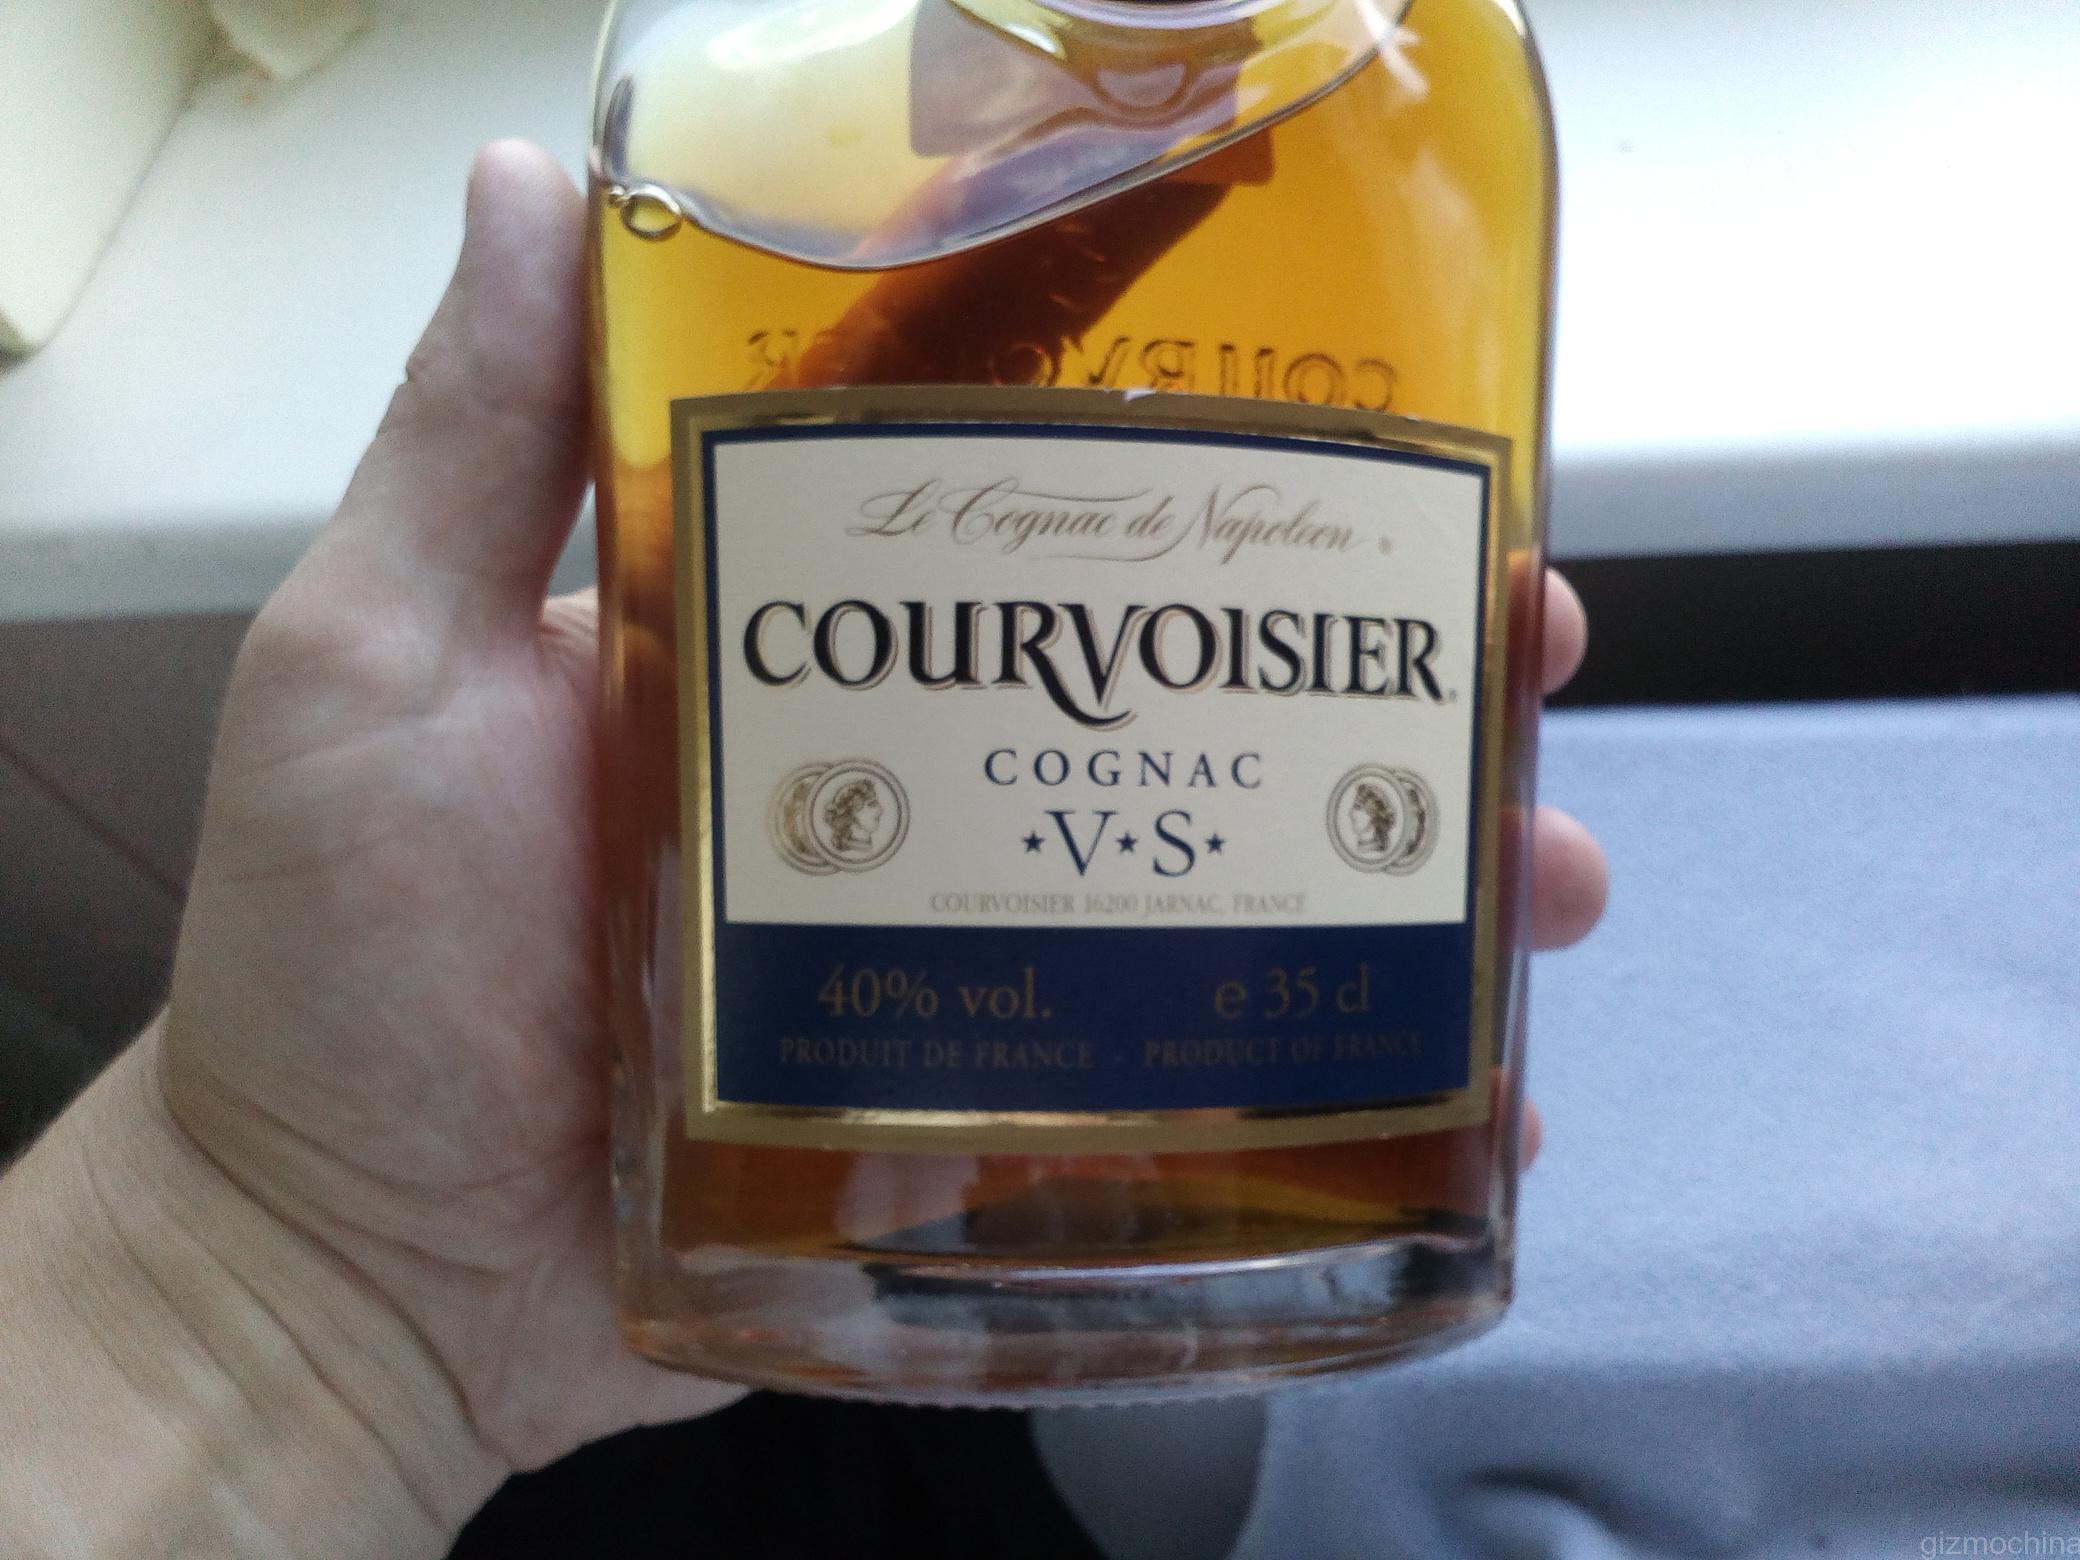 Le Cognac de Napoleon
COURVOISIER
COGNAC
★V★S★
COURVOISIER 16200 JARNAC, FRANCE
40% vol. e 35 cl
PRODUIT DE FRANCE - PRODUCT OF FRANCE
gizmochina